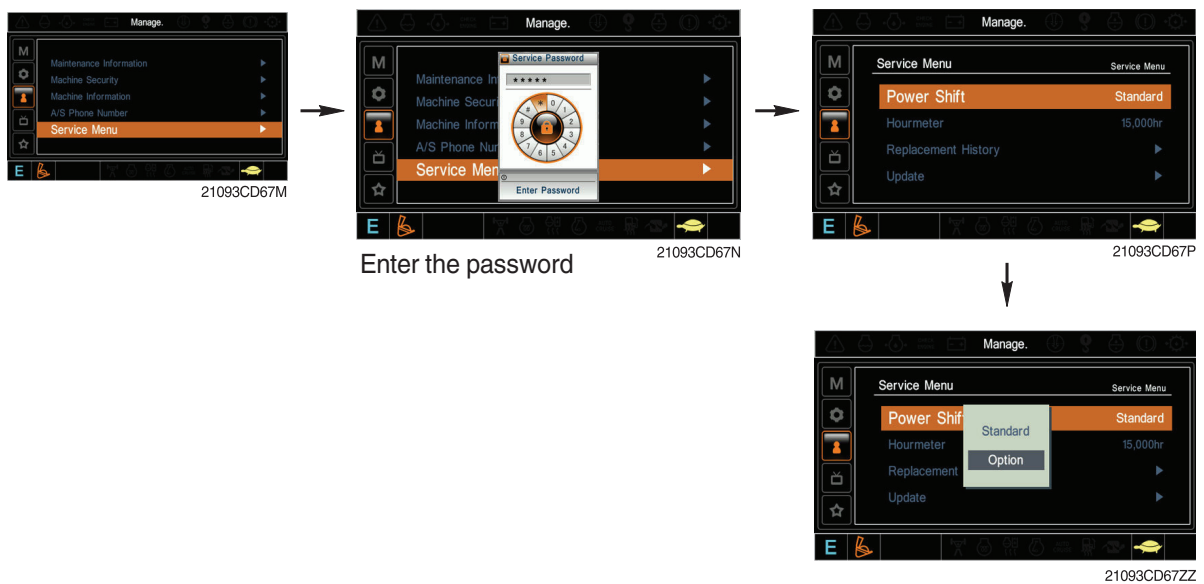 Manage.
M
Maintenance Information
Machine Security
Machine Information
A/S Phone Number
Service Menu
E
21093CD67M
Manage.
M
Service Password
*****
Maintenance In
Machine Securi
Machine Inform
A/S Phone Nur
Service Men
* 0 1 2 3 4 5 6 7 8 9 #
Enter Password
E
21093CD67N
Enter the password
Manage.
M
Service Menu Service Menu
Power Shift Standard
Hourmeter 15,000hr
Replacement History
Update
E
21093CD67P
Manage.
M
Service Menu Service Menu
Power Shif Standard
Standard
Hourmeter 15,000hr
Option
Replacement
Update
E
21093CD67ZZ